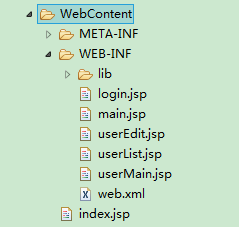 WebContent
META-INF
WEB-INF
lib
login.jsp
main.jsp
userEdit.jsp
userList.jsp
userMain.jsp
web.xml
index.jsp